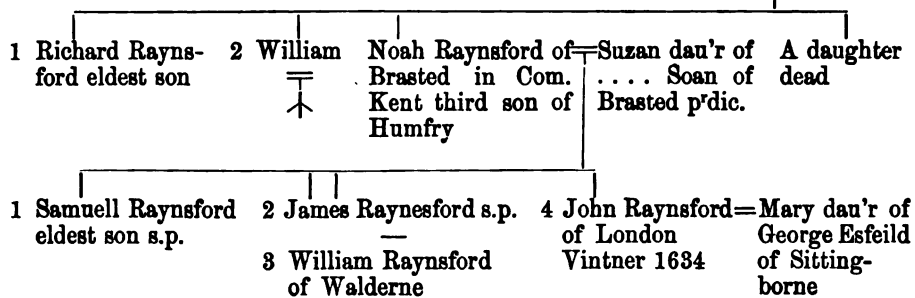 1 Richard Rayns-
ford eldest son
2 William
Noah Raynsford of
Brasted in Com.
Kent third son of
Humfry
Suzan dau'r of
.... Soan of
Brasted pʳdic.
A daughter
dead
1 Samuell Raynsford
eldest son s.p.
2 James Raynesford s.p.
3 William Raynsford
of Walderne
4 John Raynsford=Mary dau'r of
of London
Vintner 1634
George Esfeild
of Sitting-
borne